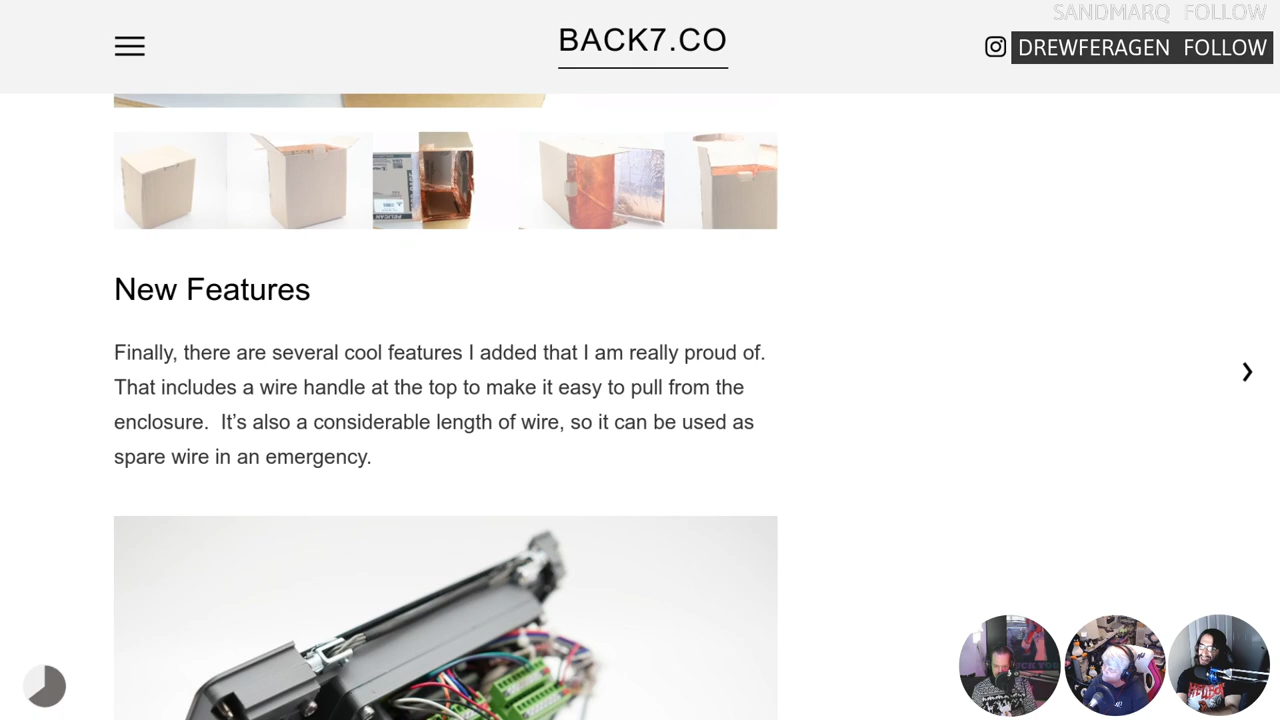 SANDMARQ FOLLOW
BACK7.CO
DREWFERAGEN FOLLOW
PELICAN
New Features
Finally, there are several cool features I added that I am really proud of.
That includes a wire handle at the top to make it easy to pull from the
enclosure.  It’s also a considerable length of wire, so it can be used as
spare wire in an emergency.